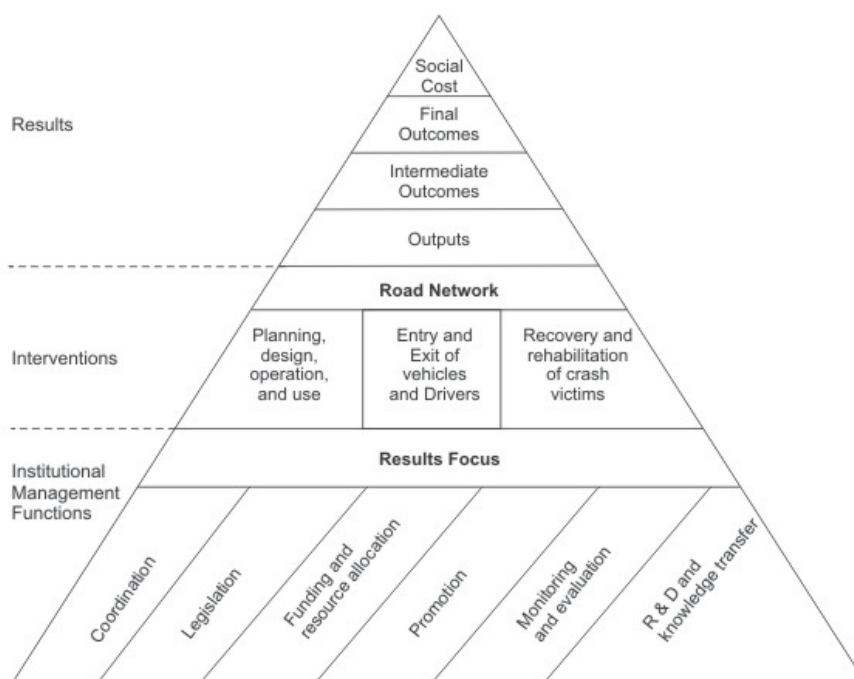 Social
Cost
Results
Final
Outcomes
Intermediate
Outcomes
Outputs
Road Network
Interventions
Planning,
design,
operation,
and use
Entry and
Exit of
vehicles
and Drivers
Recovery and
rehabilitation
of crash
victims
Institutional
Management
Functions
Results Focus
Coordination
Legislation
Funding and
resource allocation
Promotion
Monitoring
and evaluation
R & D and
knowledge transfer